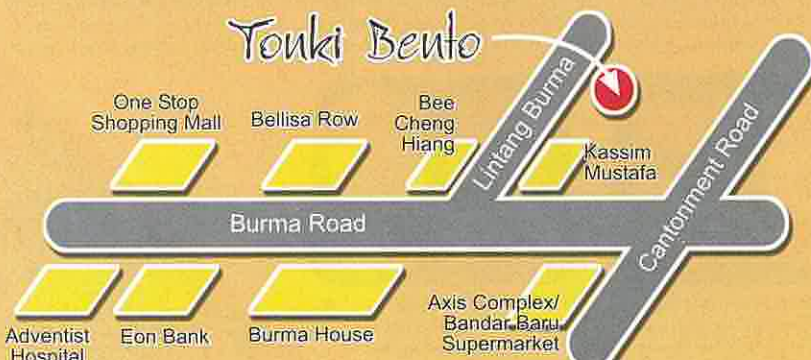 Tonki Bento
One Stop
Shopping Mall
Bellisa Row
Bee
Cheng
Hiang
Lintang Burma
Kassim
Mustafa
Cantonment Road
Burma Road
Adventist
Hospital
Eon Bank
Burma House
Axis Complex/
Bandar Baru
Supermarket